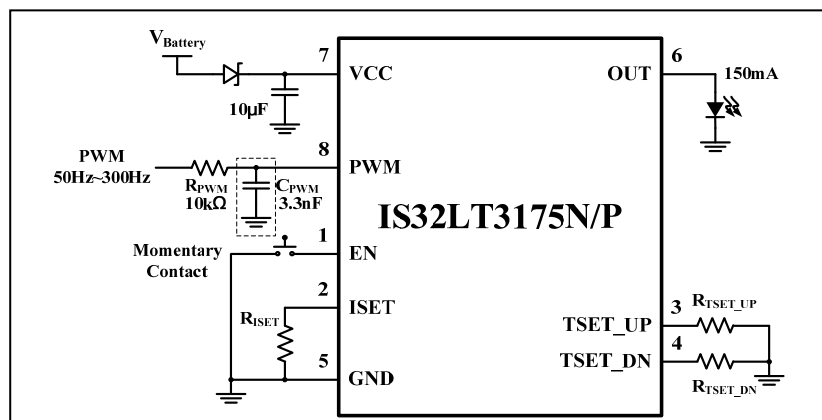 VBattery
7
VCC
10µF
OUT
6
150mA
PWM
50Hz~300Hz
RPWM
10kΩ
CPWM
3.3nF
8
PWM
IS32LT3175N/P
Momentary
Contact
1
EN
2
ISET
RISET
5
GND
TSET_UP
3
RTSET_UP
TSET_DN
4
RTSET_DN